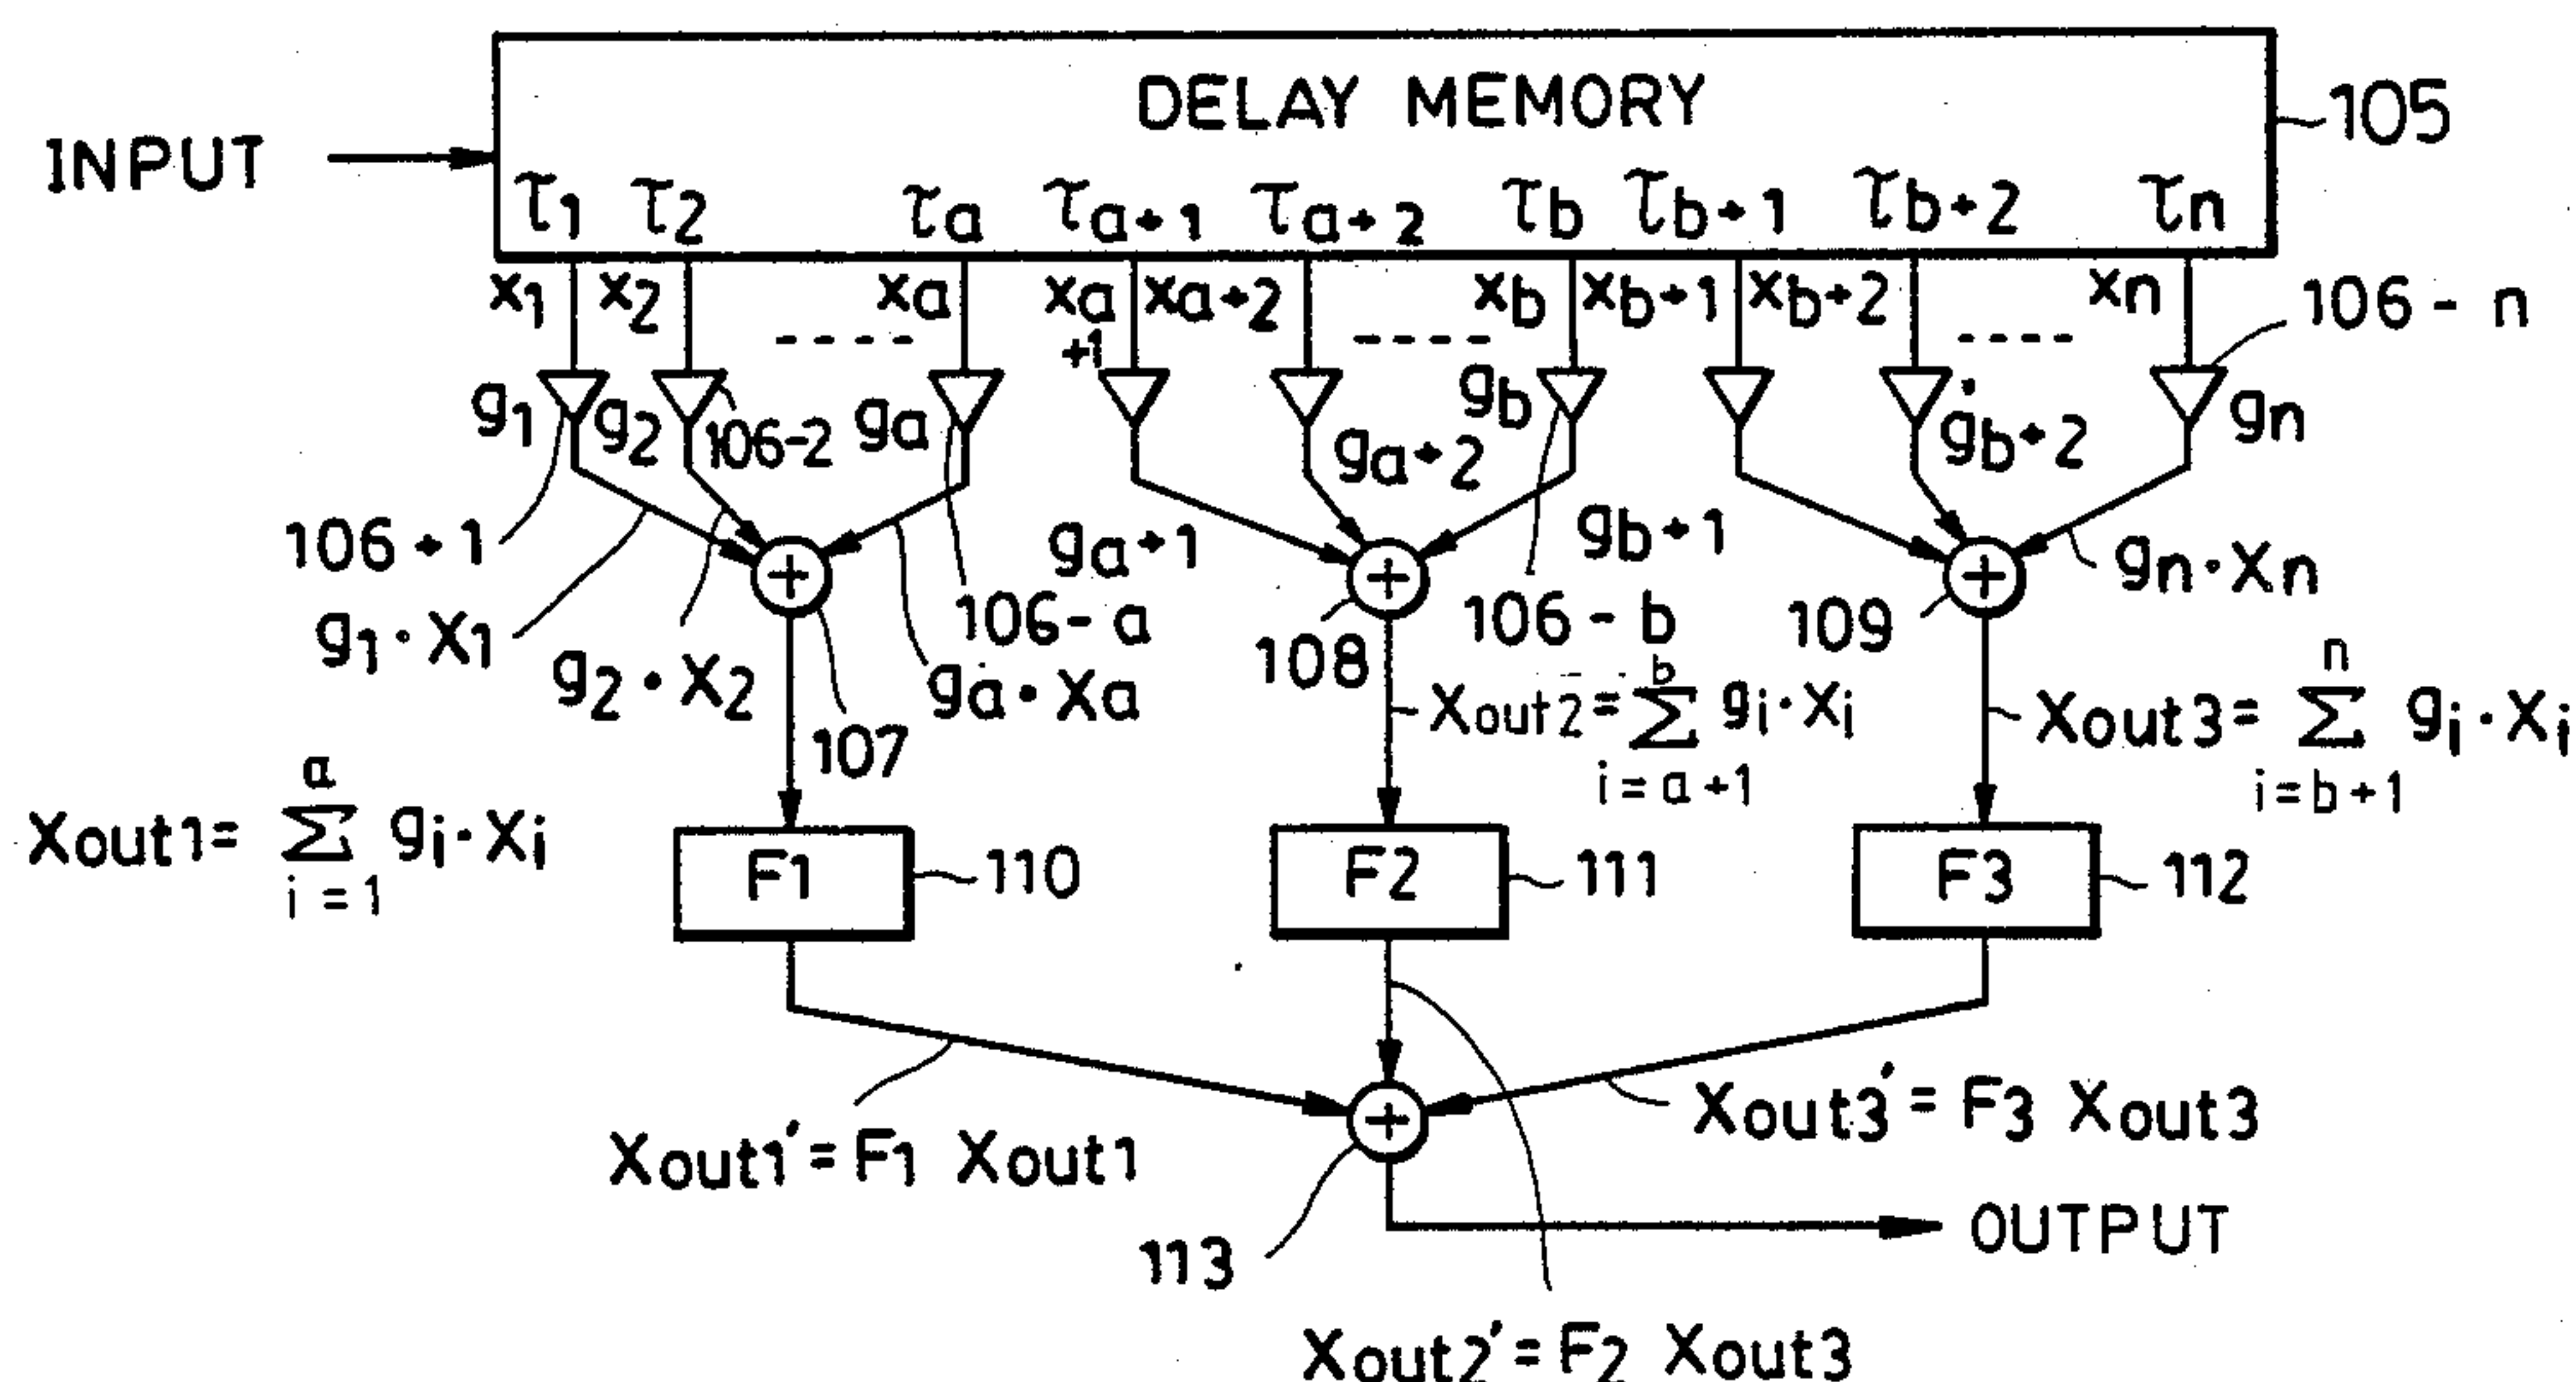 DELAY MEMORY
105
INPUT
τ1 τ2 τa τa+1 τa+2 τb τb+1 τb+2 τn
x1 x2 xa xa+1 xa+2 xb xb+1 xb+2 xn
106-n
g1 g2 106-2 ga ga+2 gb gb+2 gn
106+1 ga+1 gb+1
g1·X1 g2·X2 ga·Xa 106-a 106-b gn·Xn
107 108 109
Xout1= a Σ i=1 gi·Xi
Xout2= b Σ i=a+1 gi·Xi
Xout3= n Σ i=b+1 gi·Xi
F1 110 F2 111 F3 112
Xout1'=F1 Xout1
Xout3'=F3 Xout3
113
OUTPUT
Xout2'=F2 Xout3